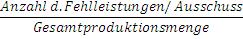 Anzahl d. Fehlleistungen/ Ausschuss
Gesamtproduktionsmenge